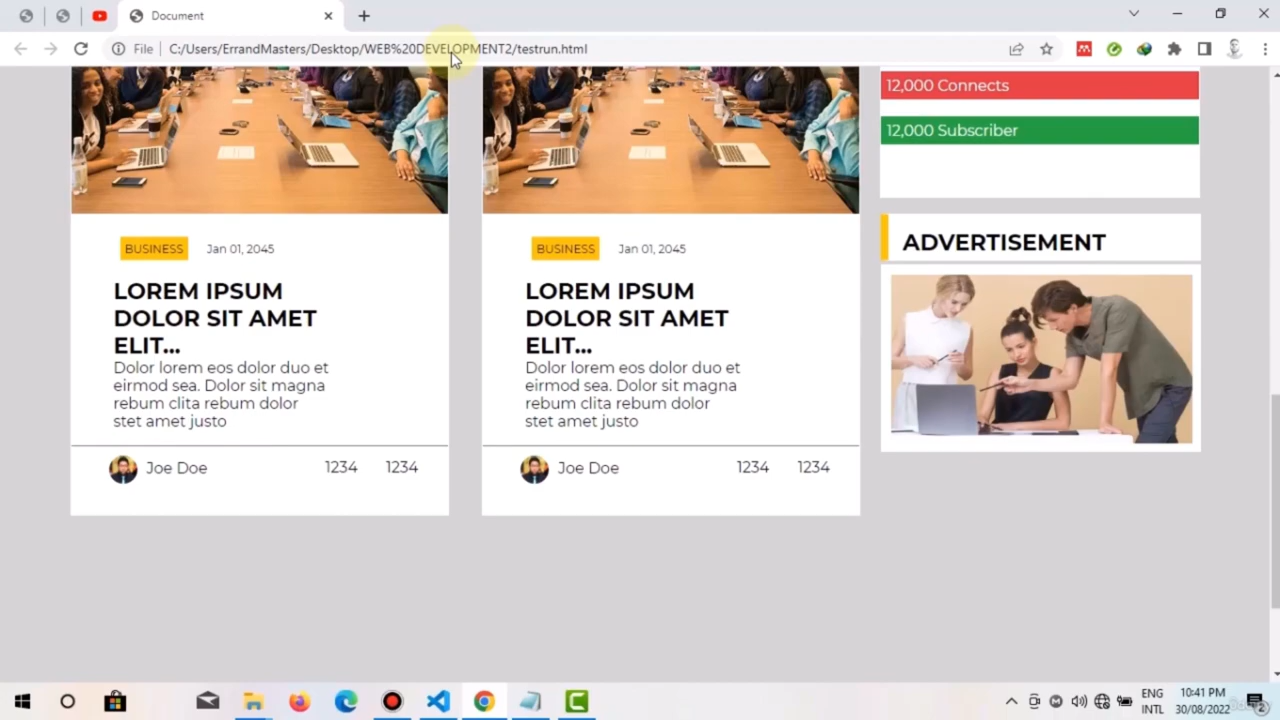 Document
File
C:/Users/ErrandMasters/Desktop/WEB%20DEVELOPMENT2/testrun.html
12,000 Connects
12,000 Subscriber
BUSINESS Jan 01, 2045
LOREM IPSUM
DOLOR SIT AMET
ELIT...
Dolor lorem eos dolor duo et
eirmod sea. Dolor sit magna
rebum clita rebum dolor
stet amet justo
Joe Doe 1234 1234
BUSINESS Jan 01, 2045
LOREM IPSUM
DOLOR SIT AMET
ELIT...
Dolor lorem eos dolor duo et
eirmod sea. Dolor sit magna
rebum clita rebum dolor
stet amet justo
Joe Doe 1234 1234
ADVERTISEMENT
ENG
INTL
10:41 PM
30/08/2022
2